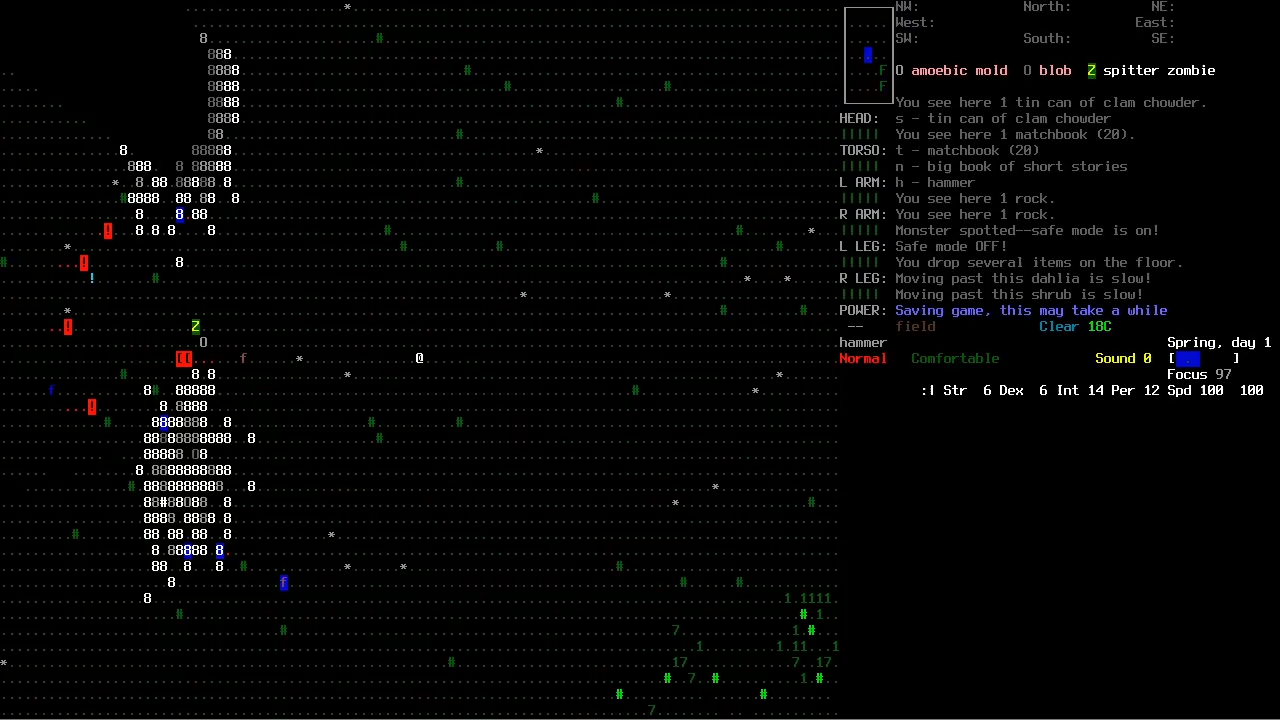 NW: North: NE:
West: East:
SW: South: SE:
O amoebic mold O blob Z spitter zombie
You see here 1 tin can of clam chowder.
HEAD: s - tin can of clam chowder
||||| You see here 1 matchbook (20).
TORSO: t - matchbook (20)
||||| n - big book of short stories
L ARM: h - hammer
||||| You see here 1 rock.
R ARM: You see here 1 rock.
||||| Monster spotted--safe mode is on!
L LEG: Safe mode OFF!
||||| You drop several items on the floor.
R LEG: Moving past this dahlia is slow!
||||| Moving past this shrub is slow!
POWER: Saving game, this may take a while
-- field Clear 18C
hammer Spring, day 1
Normal Comfortable Sound 0 [ . ]
Focus 97
:| Str 6 Dex 6 Int 14 Per 12 Spd 100 100